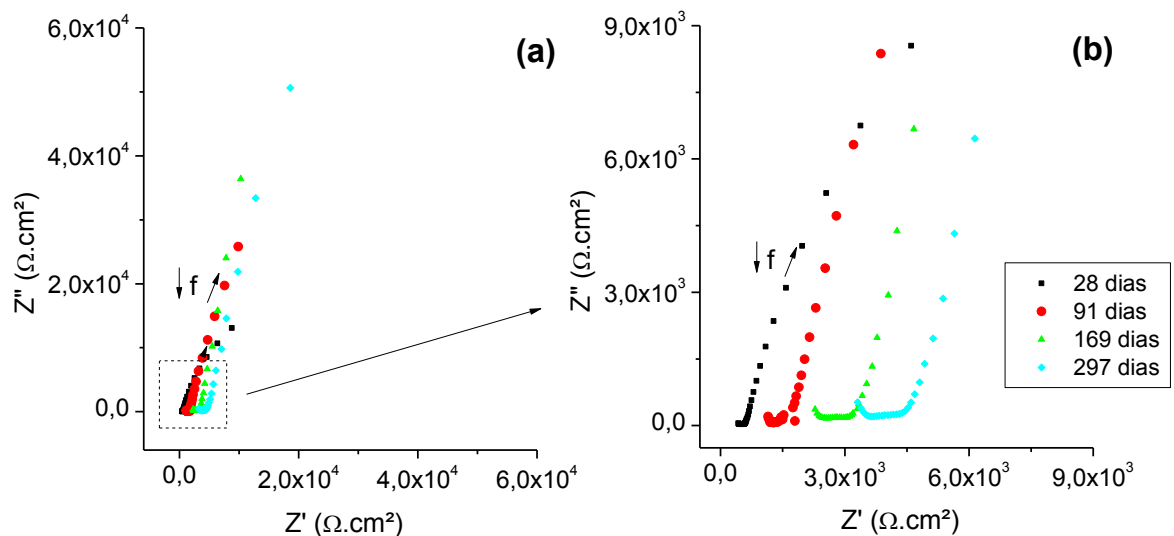 (a)
6,0x10⁴
4,0x10⁴
2,0x10⁴
0,0
Z'' (Ω.cm²)
f
0,0
2,0x10⁴
4,0x10⁴
6,0x10⁴
Z' (Ω.cm²)
(b)
9,0x10³
6,0x10³
3,0x10³
0,0
Z'' (Ω.cm²)
f
28 dias
91 dias
169 dias
297 dias
0,0
3,0x10³
6,0x10³
9,0x10³
Z' (Ω.cm²)